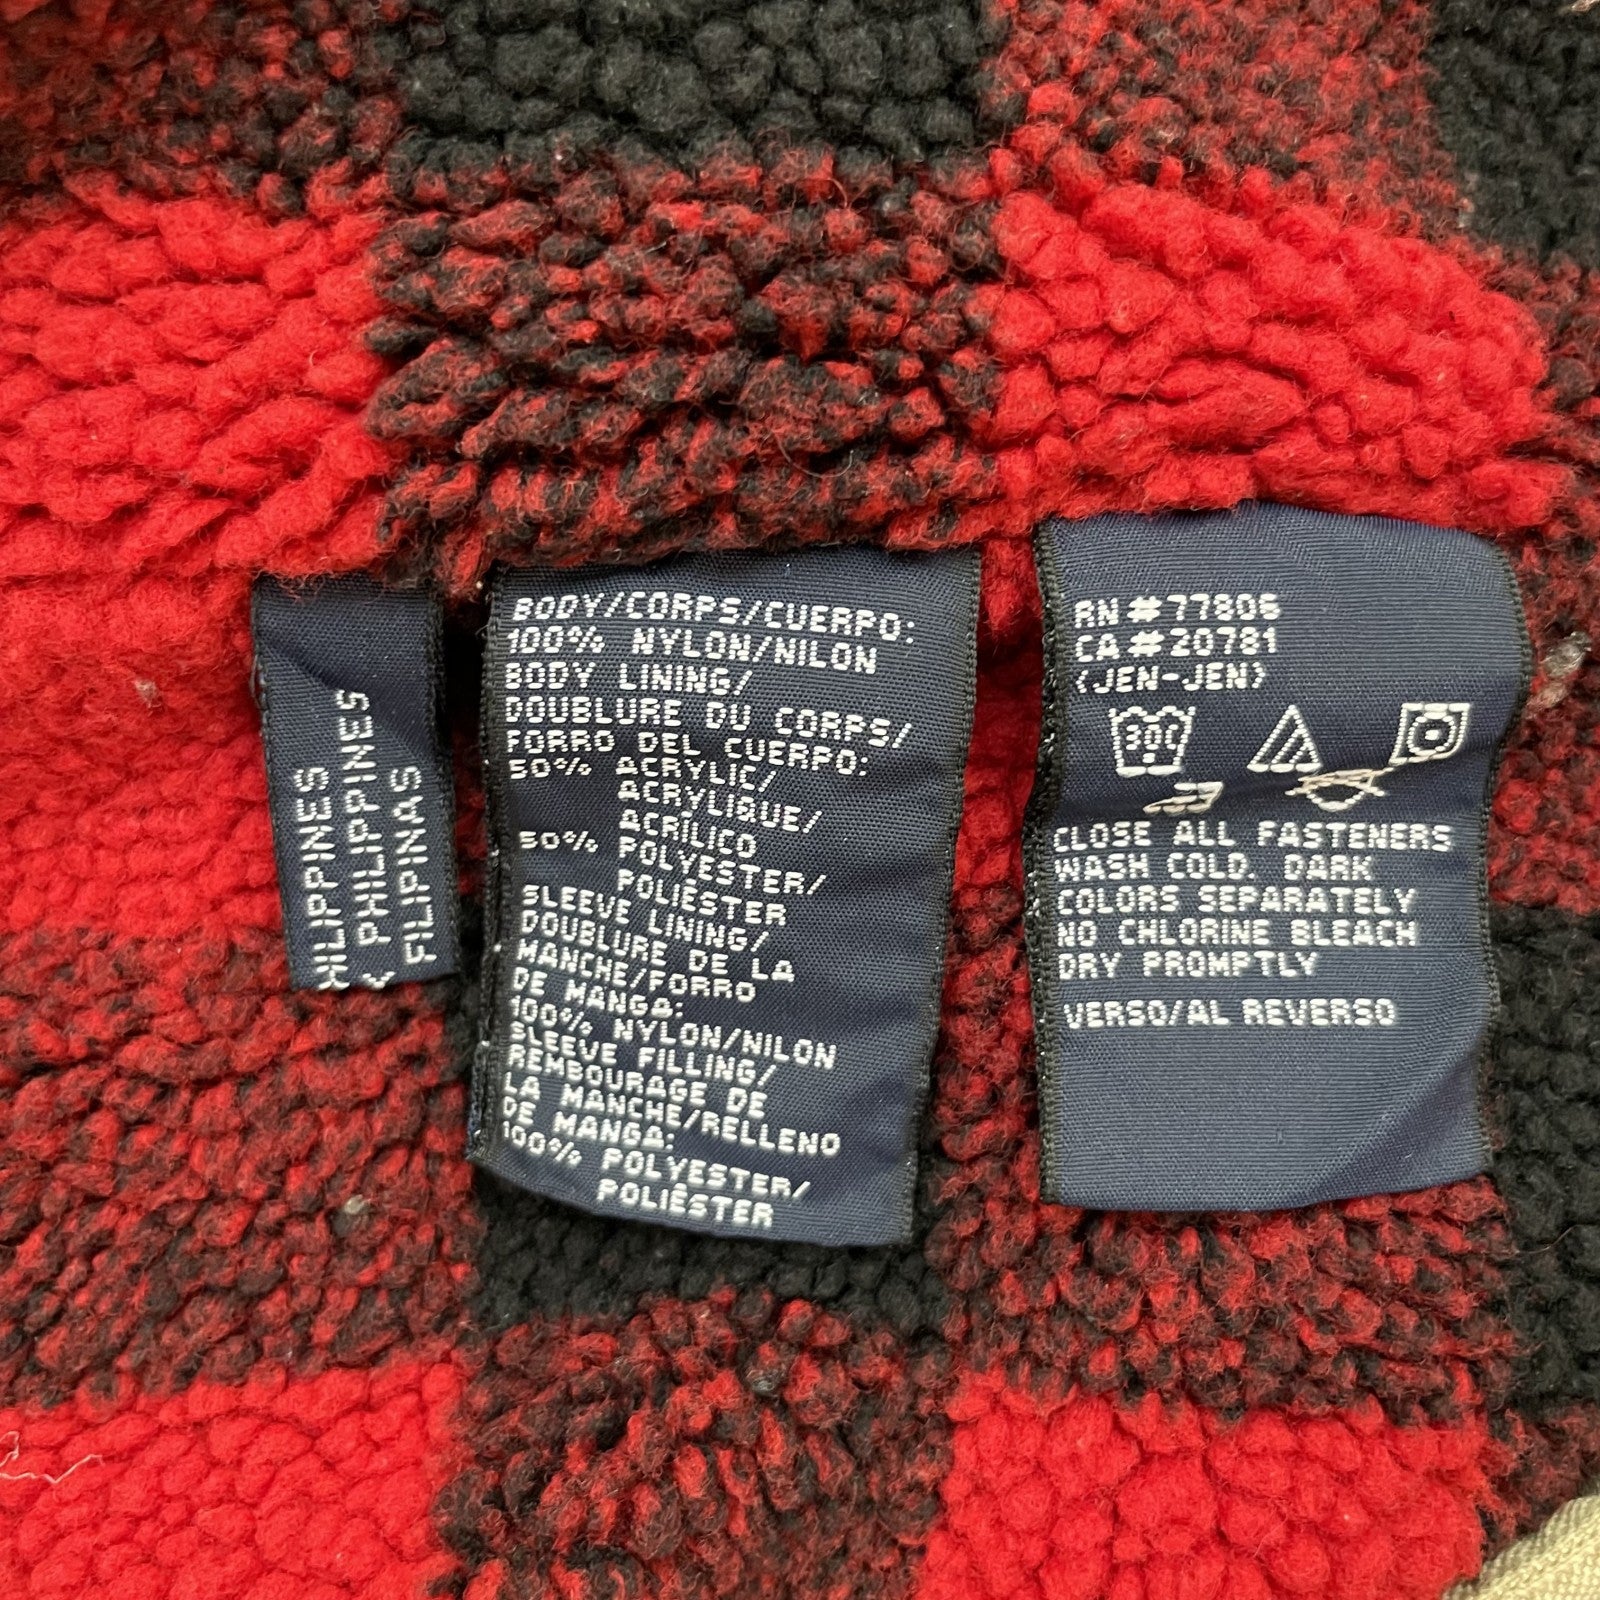 PHILIPPINES
PHILIPPINES
FILIPINAS
BODY/CORPS/CUERPO:
100% NYLON/NILON
BODY LINING/
DOUBLURE DU CORPS/
FORRO DEL CUERPO:
50% ACRYLIC/
ACRYLIQUE/
ACRÍLICO
50% POLYESTER/
POLIÉSTER
SLEEVE LINING/
DOUBLURE DE LA
MANCHE/FORRO
DE MANGA:
100% NYLON/NILON
SLEEVE FILLING/
REMBOURAGE DE
LA MANCHE/RELLENO
DE MANGA:
100% POLYESTER/
POLIÉSTER
RN#77806
CA#20781
(JEN-JEN)
30C
CLOSE ALL FASTENERS
WASH COLD. DARK
COLORS SEPARATELY
NO CHLORINE BLEACH
DRY PROMPTLY
VERSO/AL REVERSO